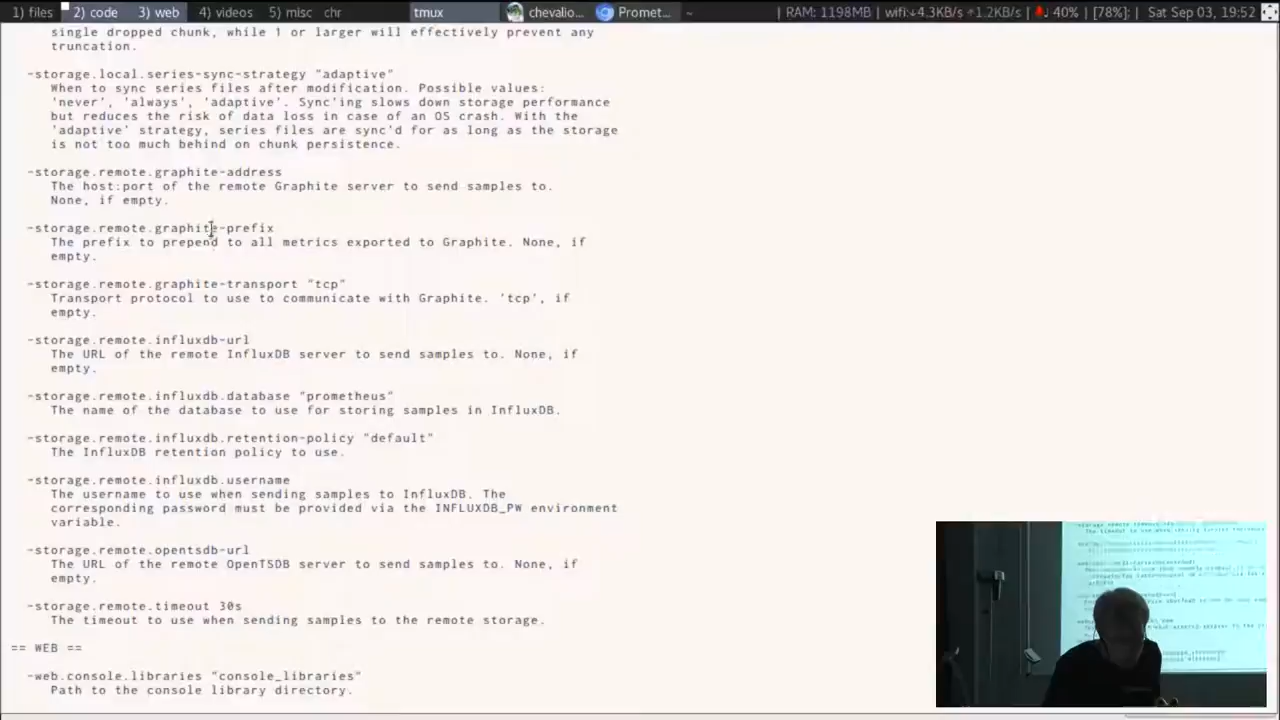 1) files 2) code 3) web 4) videos 5) misc chr tmux chevalio... Promet... ~ | RAM: 1198MB | wifi:↓4.3KB/s ↑1.2KB/s | 40% | [78%]; | Sat Sep 03, 19:52
single dropped chunk, while 1 or larger will effectively prevent any
truncation.
-storage.local.series-sync-strategy "adaptive"
When to sync series files after modification. Possible values:
'never', 'always', 'adaptive'. Sync'ing slows down storage performance
but reduces the risk of data loss in case of an OS crash. With the
'adaptive' strategy, series files are sync'd for as long as the storage
is not too much behind on chunk persistence.
-storage.remote.graphite-address
The host:port of the remote Graphite server to send samples to.
None, if empty.
-storage.remote.graphite-prefix
The prefix to prepend to all metrics exported to Graphite. None, if
empty.
-storage.remote.graphite-transport "tcp"
Transport protocol to use to communicate with Graphite. 'tcp', if
empty.
-storage.remote.influxdb-url
The URL of the remote InfluxDB server to send samples to. None, if
empty.
-storage.remote.influxdb.database "prometheus"
The name of the database to use for storing samples in InfluxDB.
-storage.remote.influxdb.retention-policy "default"
The InfluxDB retention policy to use.
-storage.remote.influxdb.username
The username to use when sending samples to InfluxDB. The
corresponding password must be provided via the INFLUXDB_PW environment
variable.
-storage.remote.opentsdb-url
The URL of the remote OpenTSDB server to send samples to. None, if
empty.
-storage.remote.timeout 30s
The timeout to use when sending samples to the remote storage.
== WEB ==
-web.console.libraries "console_libraries"
Path to the console library directory.